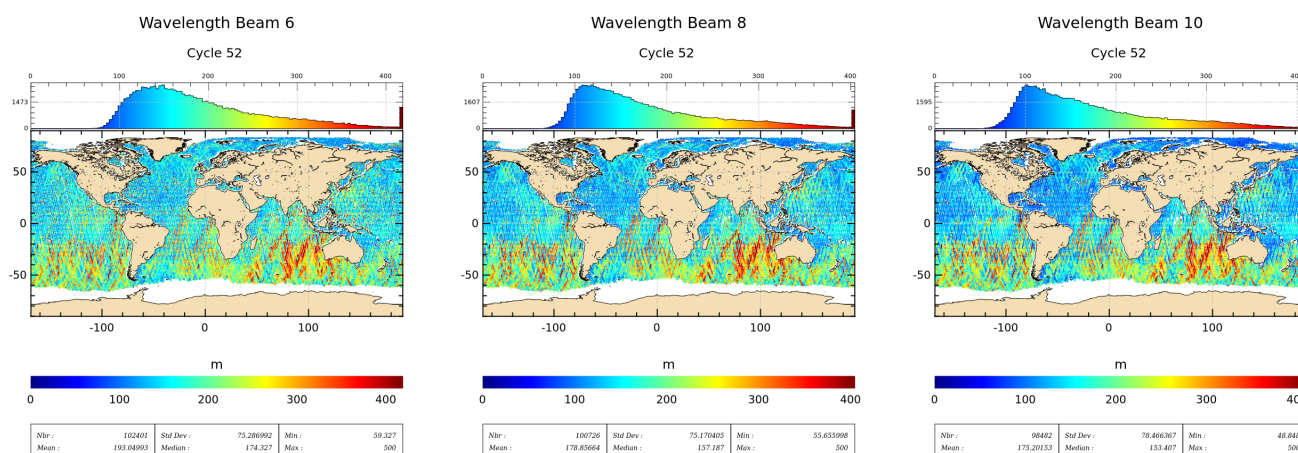 Wavelength Beam 6
Cycle 52
0 100 200 300 400
1473
0
50
0
-50
-100 0 100
m
0 100 200 300 400
Nbr : 102401 Std Dev : 75.286992 Min : 59.327
Mean : 193.04993 Median : 174.327 Max : 500
Wavelength Beam 8
Cycle 52
0 100 200 300 400
1607
0
50
0
-50
-100 0 100
m
0 100 200 300 400
Nbr : 100726 Std Dev : 75.170405 Min : 55.655998
Mean : 178.85664 Median : 157.187 Max : 500
Wavelength Beam 10
Cycle 52
0 100 200 300 40
1595
0
50
0
-50
-100 0 100
m
0 100 200 300 40
Nbr : 98482 Std Dev : 78.466367 Min : 48.848
Mean : 175.20153 Median : 153.407 Max : 500